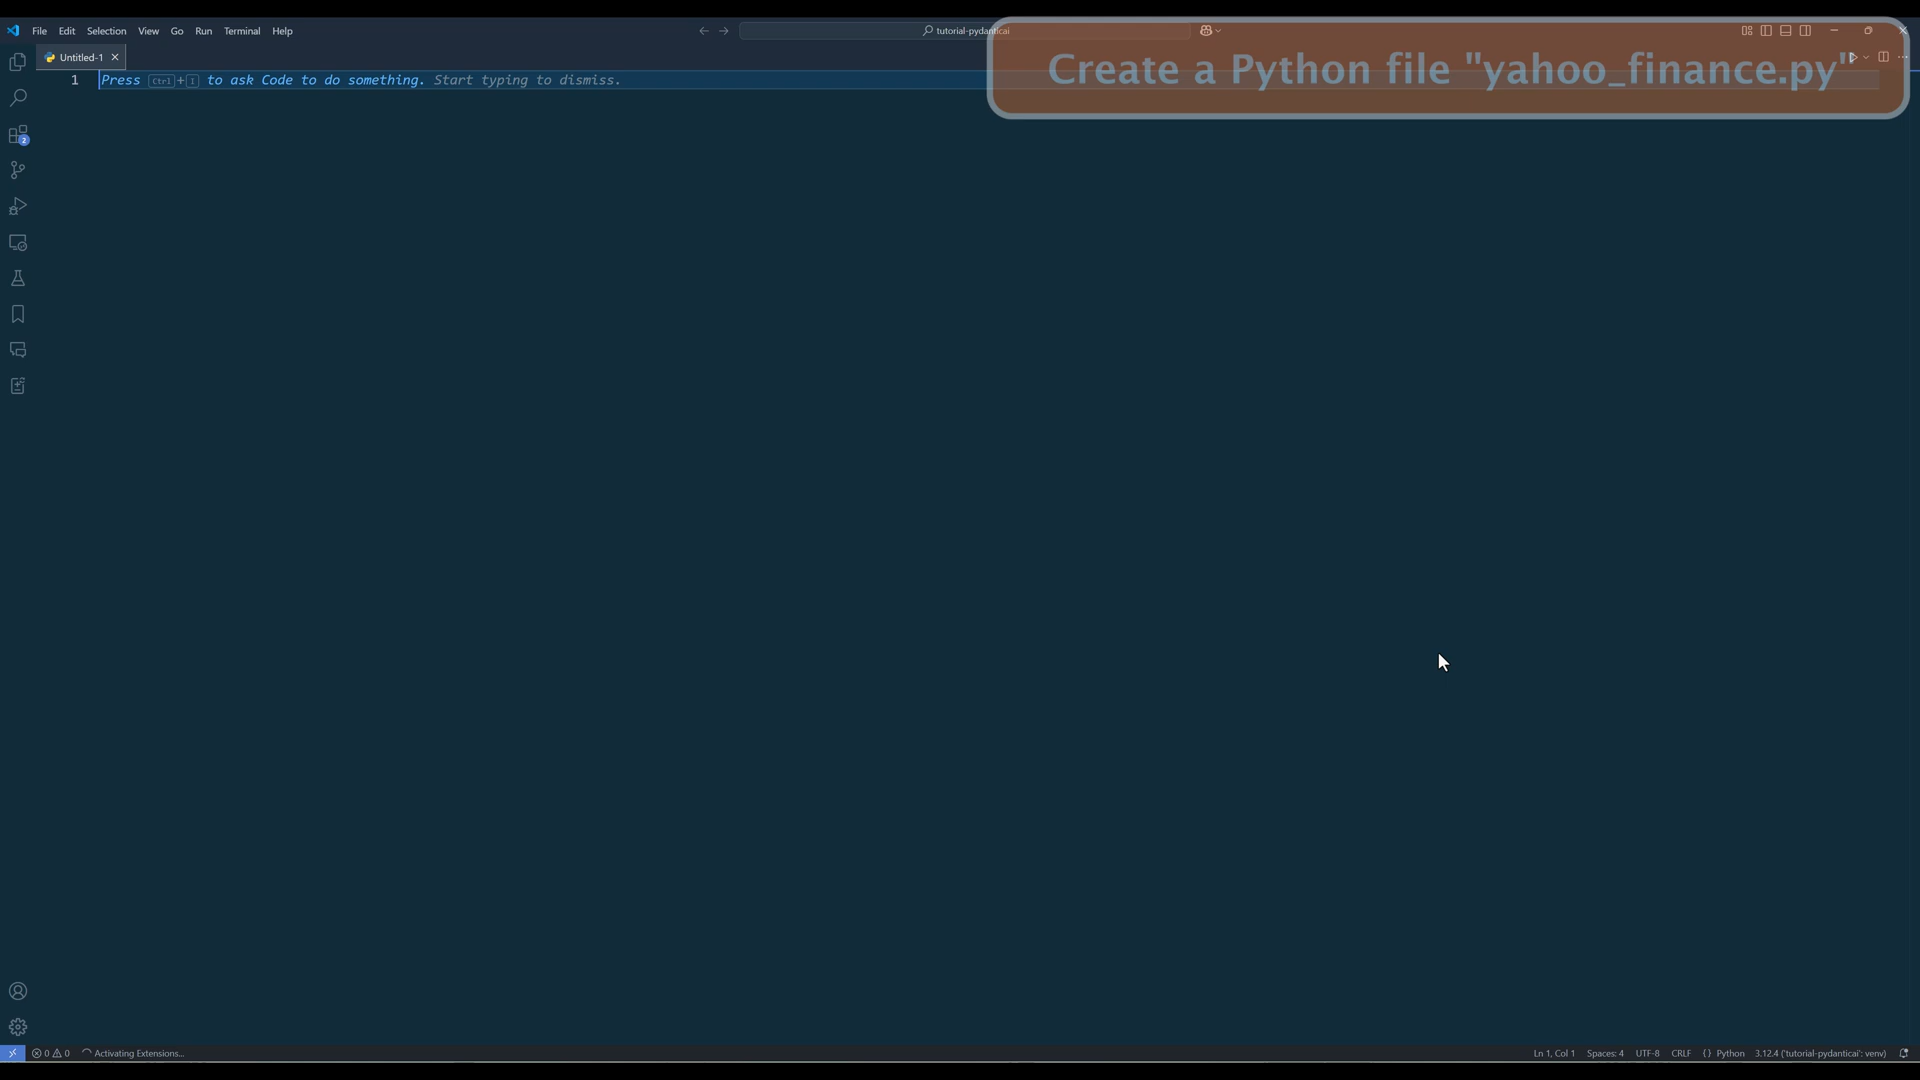 File Edit Selection View Go Run Terminal Help
tutorial-pydanticai
Create a Python file "yahoo_finance.py"
Untitled-1
1 Press Ctrl+I to ask Code to do something. Start typing to dismiss.
2
0 0 Activating Extensions... Ln 1, Col 1 Spaces: 4 UTF-8 CRLF {} Python 3.12.4 ('tutorial-pydanticai': venv)